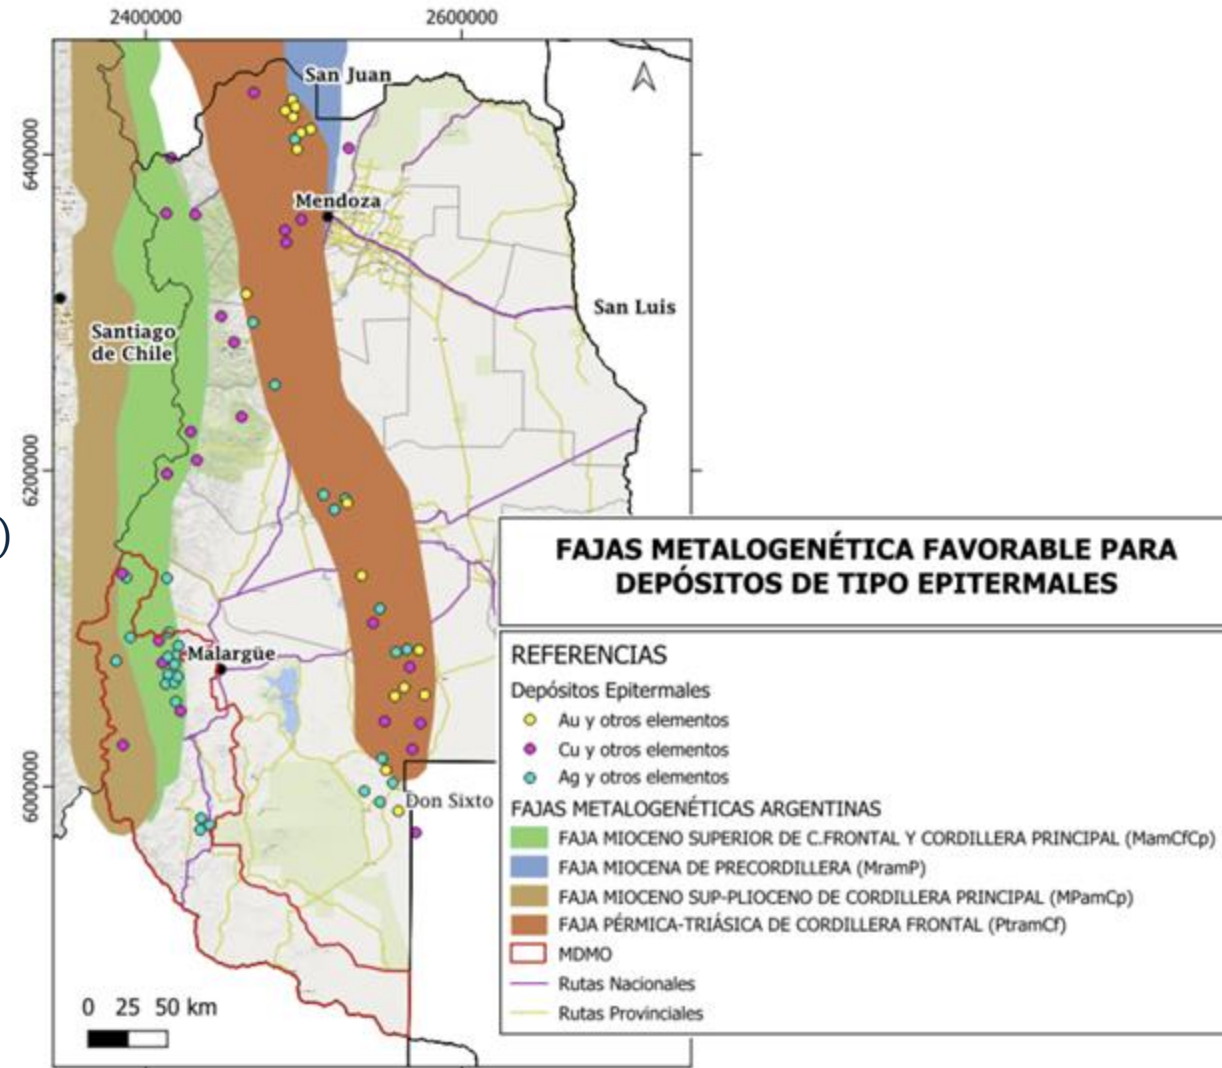 2400000
2600000
6400000
6200000
6000000
San Juan
Mendoza
San Luis
Santiago
de Chile
)
Malargüe
Don Sixto
0 25 50 km
FAJAS METALOGENÉTICA FAVORABLE PARA
DEPÓSITOS DE TIPO EPITERMALES
REFERENCIAS
Depósitos Epitermales
Au y otros elementos
Cu y otros elementos
Ag y otros elementos
FAJAS METALOGENÉTICAS ARGENTINAS
FAJA MIOCENO SUPERIOR DE C.FRONTAL Y CORDILLERA PRINCIPAL (MamCfCp)
FAJA MIOCENA DE PRECORDILLERA (MramP)
FAJA MIOCENO SUP-PLIOCENO DE CORDILLERA PRINCIPAL (MPamCp)
FAJA PÉRMICA-TRIÁSICA DE CORDILLERA FRONTAL (PtramCf)
MDMO
Rutas Nacionales
Rutas Provinciales